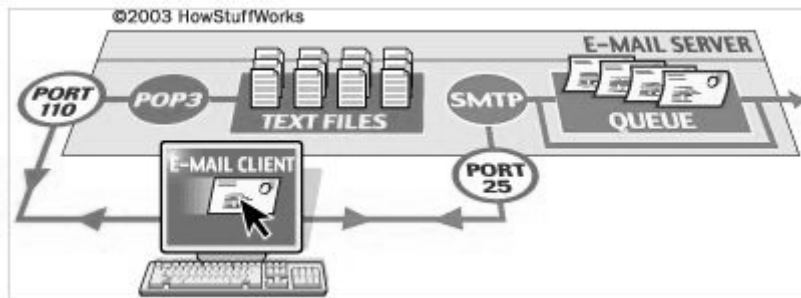 ©2003 HowStuffWorks
E-MAIL SERVER
PORT
110
POP3
TEXT FILES
SMTP
QUEUE
E-MAIL CLIENT
PORT
25